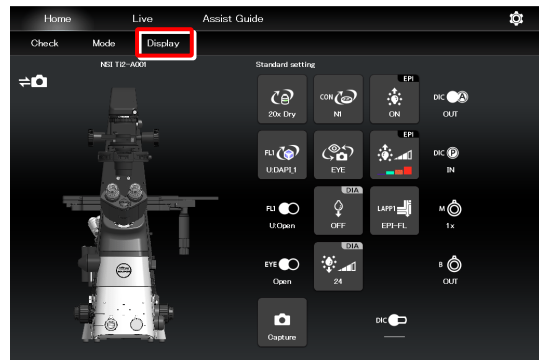 Home Live Assist Guide
Check Mode Display
NSI Ti2-A001
Standard setting
EPI
20x Dry
CON
N1
ON
DIC A
OUT
EPI
FL1
U:DAPI_1
EYE
DIC P
IN
DIA
FL1
U:Open
OFF
LAPP1
EPI-FL
M
1x
DIA
EYE
Open
24
B
OUT
Capture
DIC